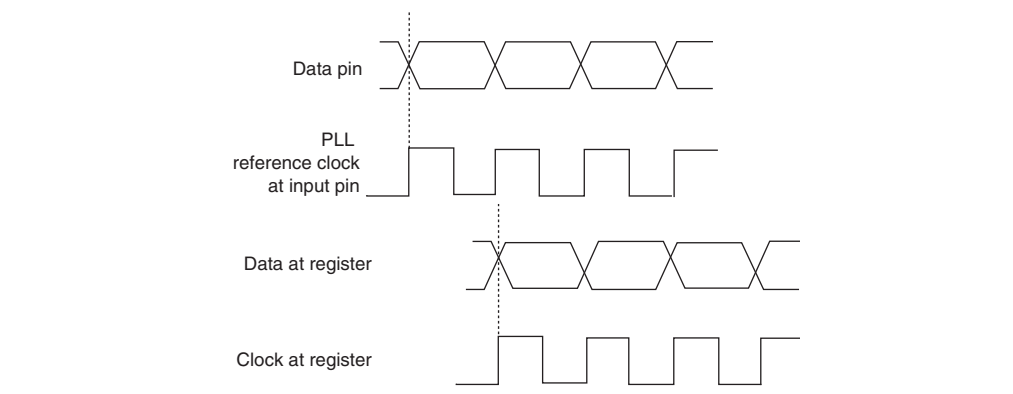 Data pin
PLL
reference clock
at input pin
Data at register
Clock at register